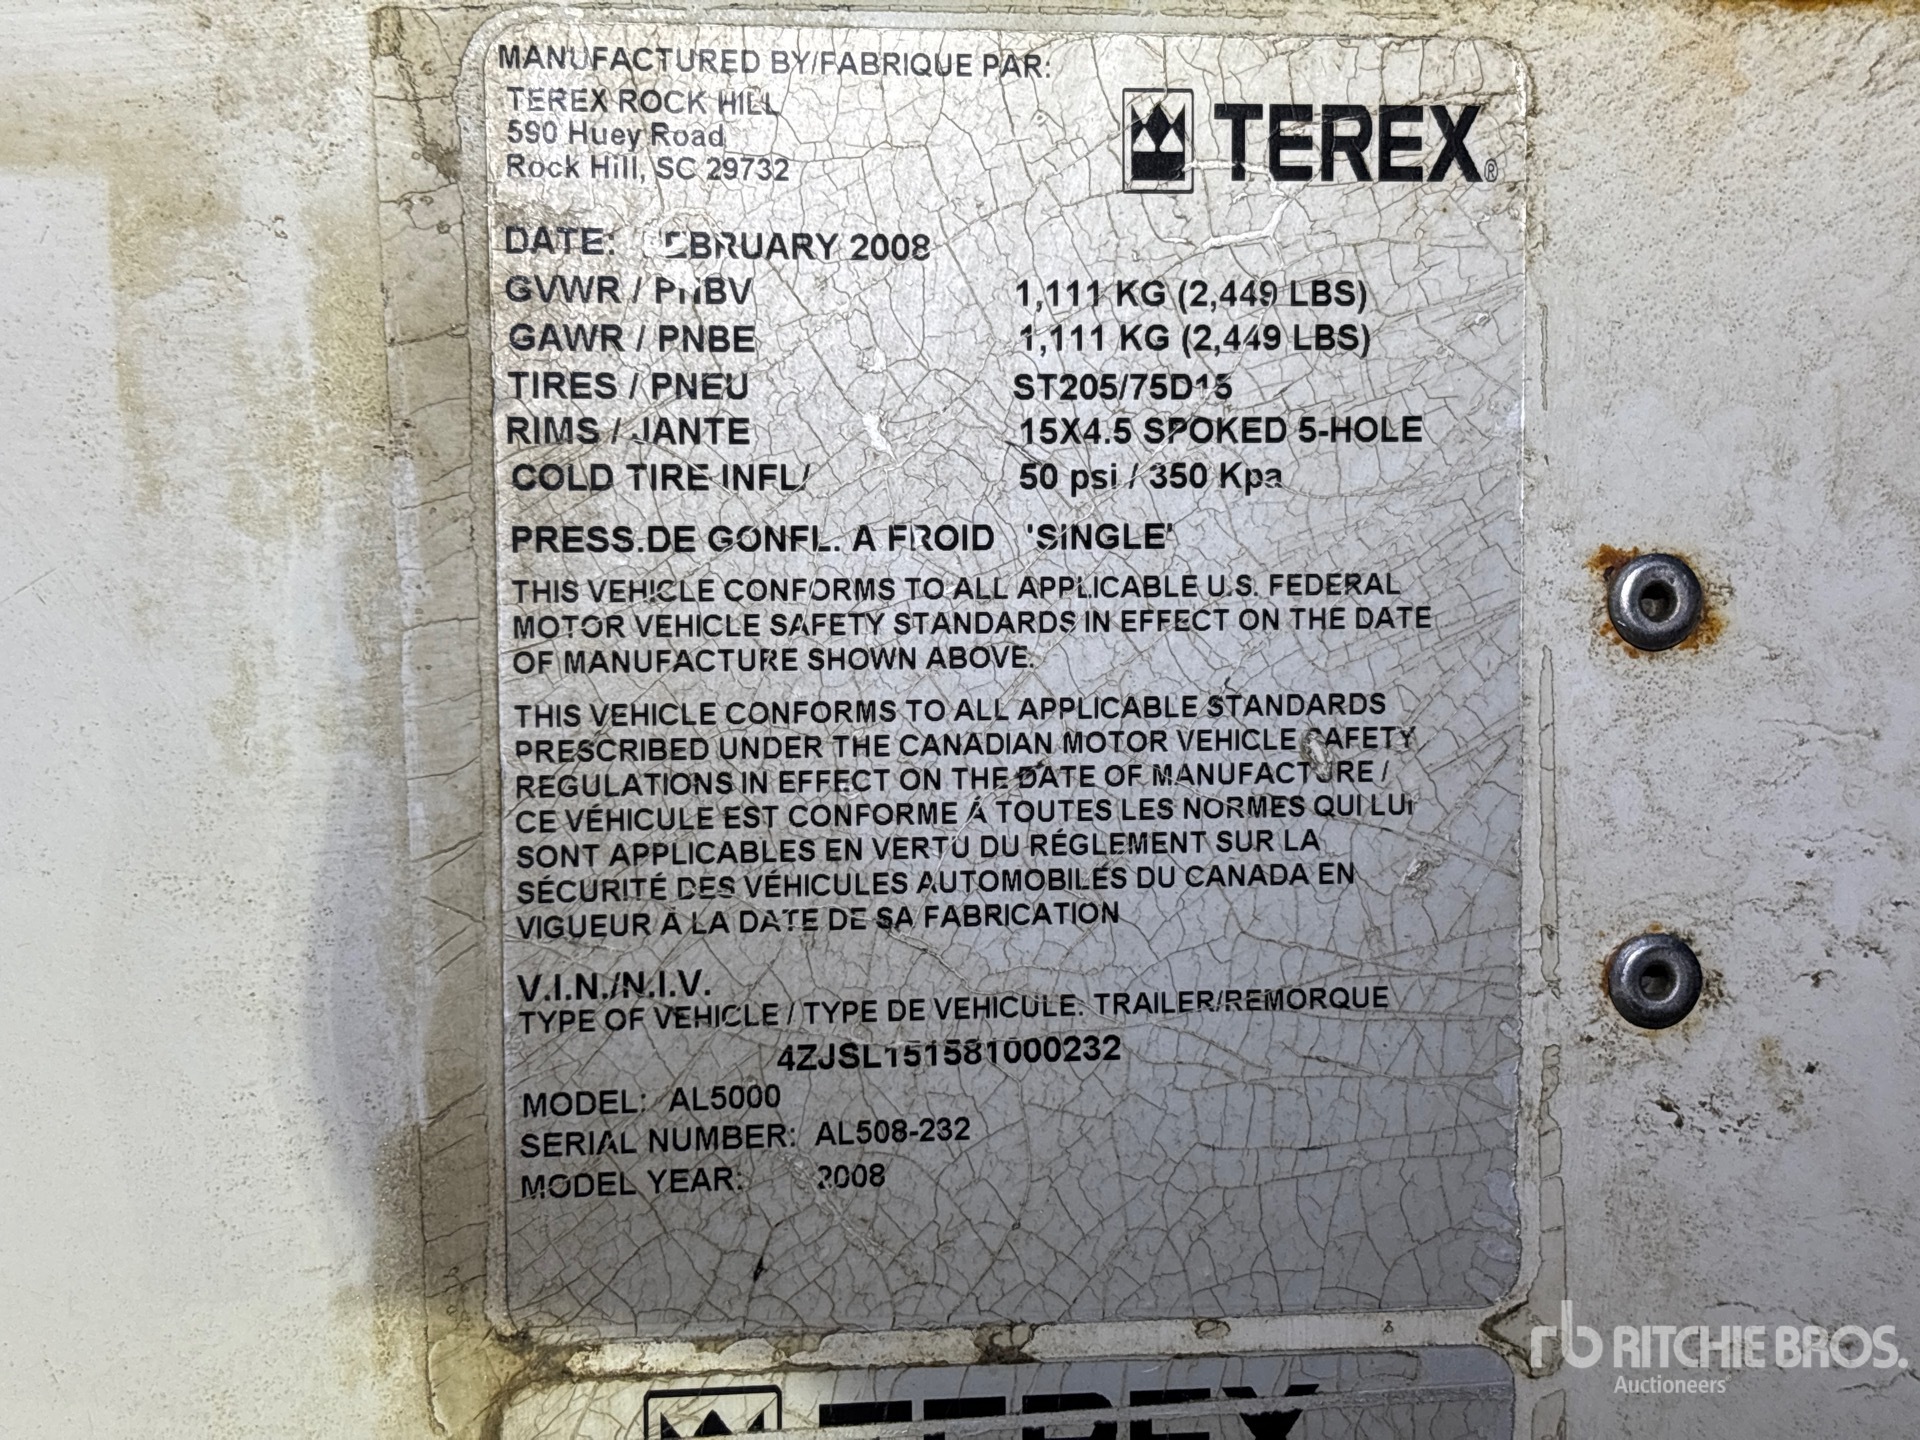 MANUFACTURED BY/FABRIQUE PAR:
TEREX ROCK HILL
590 Huey Road
Rock Hill, SC 29732
TEREX®
DATE: FEBRUARY 2008
GVWR / PNBV 1,111 KG (2,449 LBS)
GAWR / PNBE 1,111 KG (2,449 LBS)
TIRES / PNEU ST205/75D15
RIMS / JANTE 15X4.5 SPOKED 5-HOLE
COLD TIRE INFL/ 50 psi / 350 Kpa
PRESS.DE GONFL. A FROID 'SINGLE'
THIS VEHICLE CONFORMS TO ALL APPLICABLE U.S. FEDERAL
MOTOR VEHICLE SAFETY STANDARDS IN EFFECT ON THE DATE
OF MANUFACTURE SHOWN ABOVE.
THIS VEHICLE CONFORMS TO ALL APPLICABLE STANDARDS
PRESCRIBED UNDER THE CANADIAN MOTOR VEHICLE SAFETY
REGULATIONS IN EFFECT ON THE DATE OF MANUFACTURE /
CE VÉHICULE EST CONFORME À TOUTES LES NORMES QUI LUI
SONT APPLICABLES EN VERTU DU RÉGLEMENT SUR LA
SÉCURITÉ DES VÉHICULES AUTOMOBILES DU CANADA EN
VIGUEUR À LA DATE DE SA FABRICATION
V.I.N./N.I.V.
TYPE OF VEHICLE / TYPE DE VEHICULE: TRAILER/REMORQUE
4ZJSL151581000232
MODEL: AL5000
SERIAL NUMBER: AL508-232
MODEL YEAR: 2008
TEREX
rb RITCHIE BROS.
Auctioneers